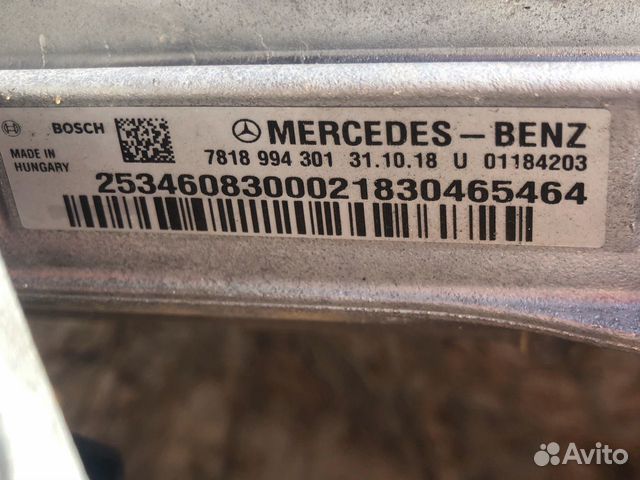 BOSCH
MADE IN
HUNGARY
MERCEDES-BENZ
7818 994 301 31.10.18 U 01184203
2534608300021830465464
Avito